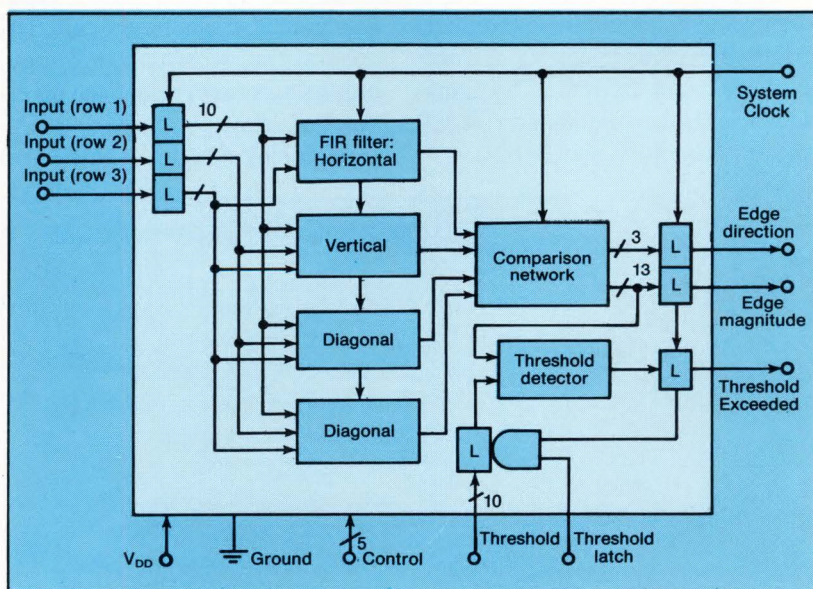 System
Clock
Input (row 1)
Input (row 2)
Input (row 3)
L
L
L
10
FIR filter:
Horizontal
Vertical
Diagonal
Diagonal
Comparison
network
3
13
L
L
Edge
direction
Edge
magnitude
Threshold
detector
L
Threshold
Exceeded
L
10
5
VDD
Ground
Control
Threshold
Threshold
latch